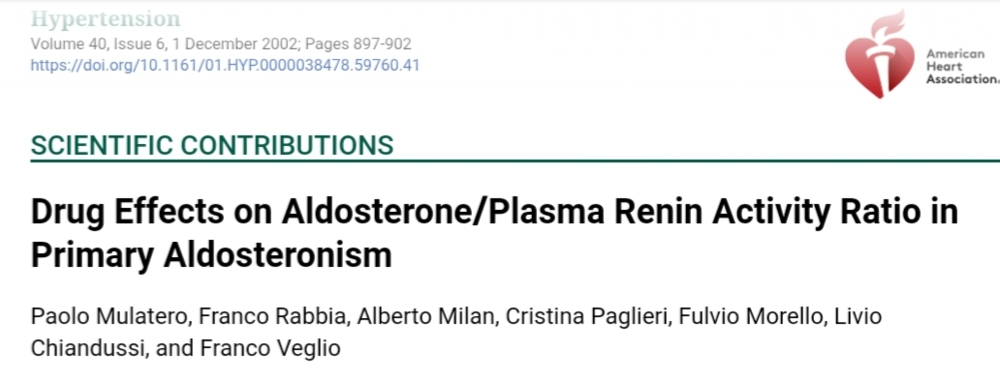 Hypertension
Volume 40, Issue 6, 1 December 2002; Pages 897-902
https://doi.org/10.1161/01.HYP.0000038478.59760.41
American
Heart
Association.
SCIENTIFIC CONTRIBUTIONS
Drug Effects on Aldosterone/Plasma Renin Activity Ratio in
Primary Aldosteronism
Paolo Mulatero, Franco Rabbia, Alberto Milan, Cristina Paglieri, Fulvio Morello, Livio
Chiandussi, and Franco Veglio